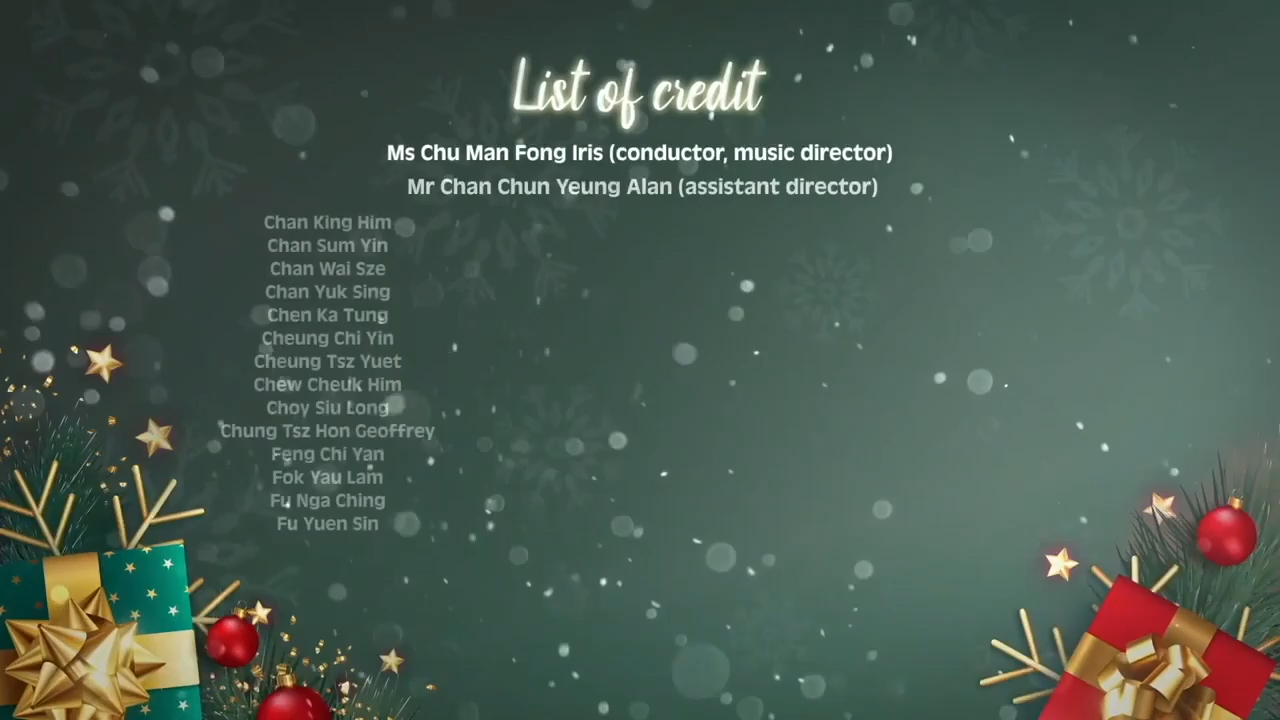 List of credit
Ms Chu Man Fong Iris (conductor, music director)
Mr Chan Chun Yeung Alan (assistant director)
Chan King Him
Chan Sum Yin
Chan Wai Sze
Chan Yuk Sing
Chen Ka Tung
Cheung Chi Yin
Cheung Tsz Yuet
Chew Cheuk Him
Choy Siu Long
Chung Tsz Hon Geoffrey
Feng Chi Yan
Fok Yau Lam
Fu Nga Ching
Fu Yuen Sin